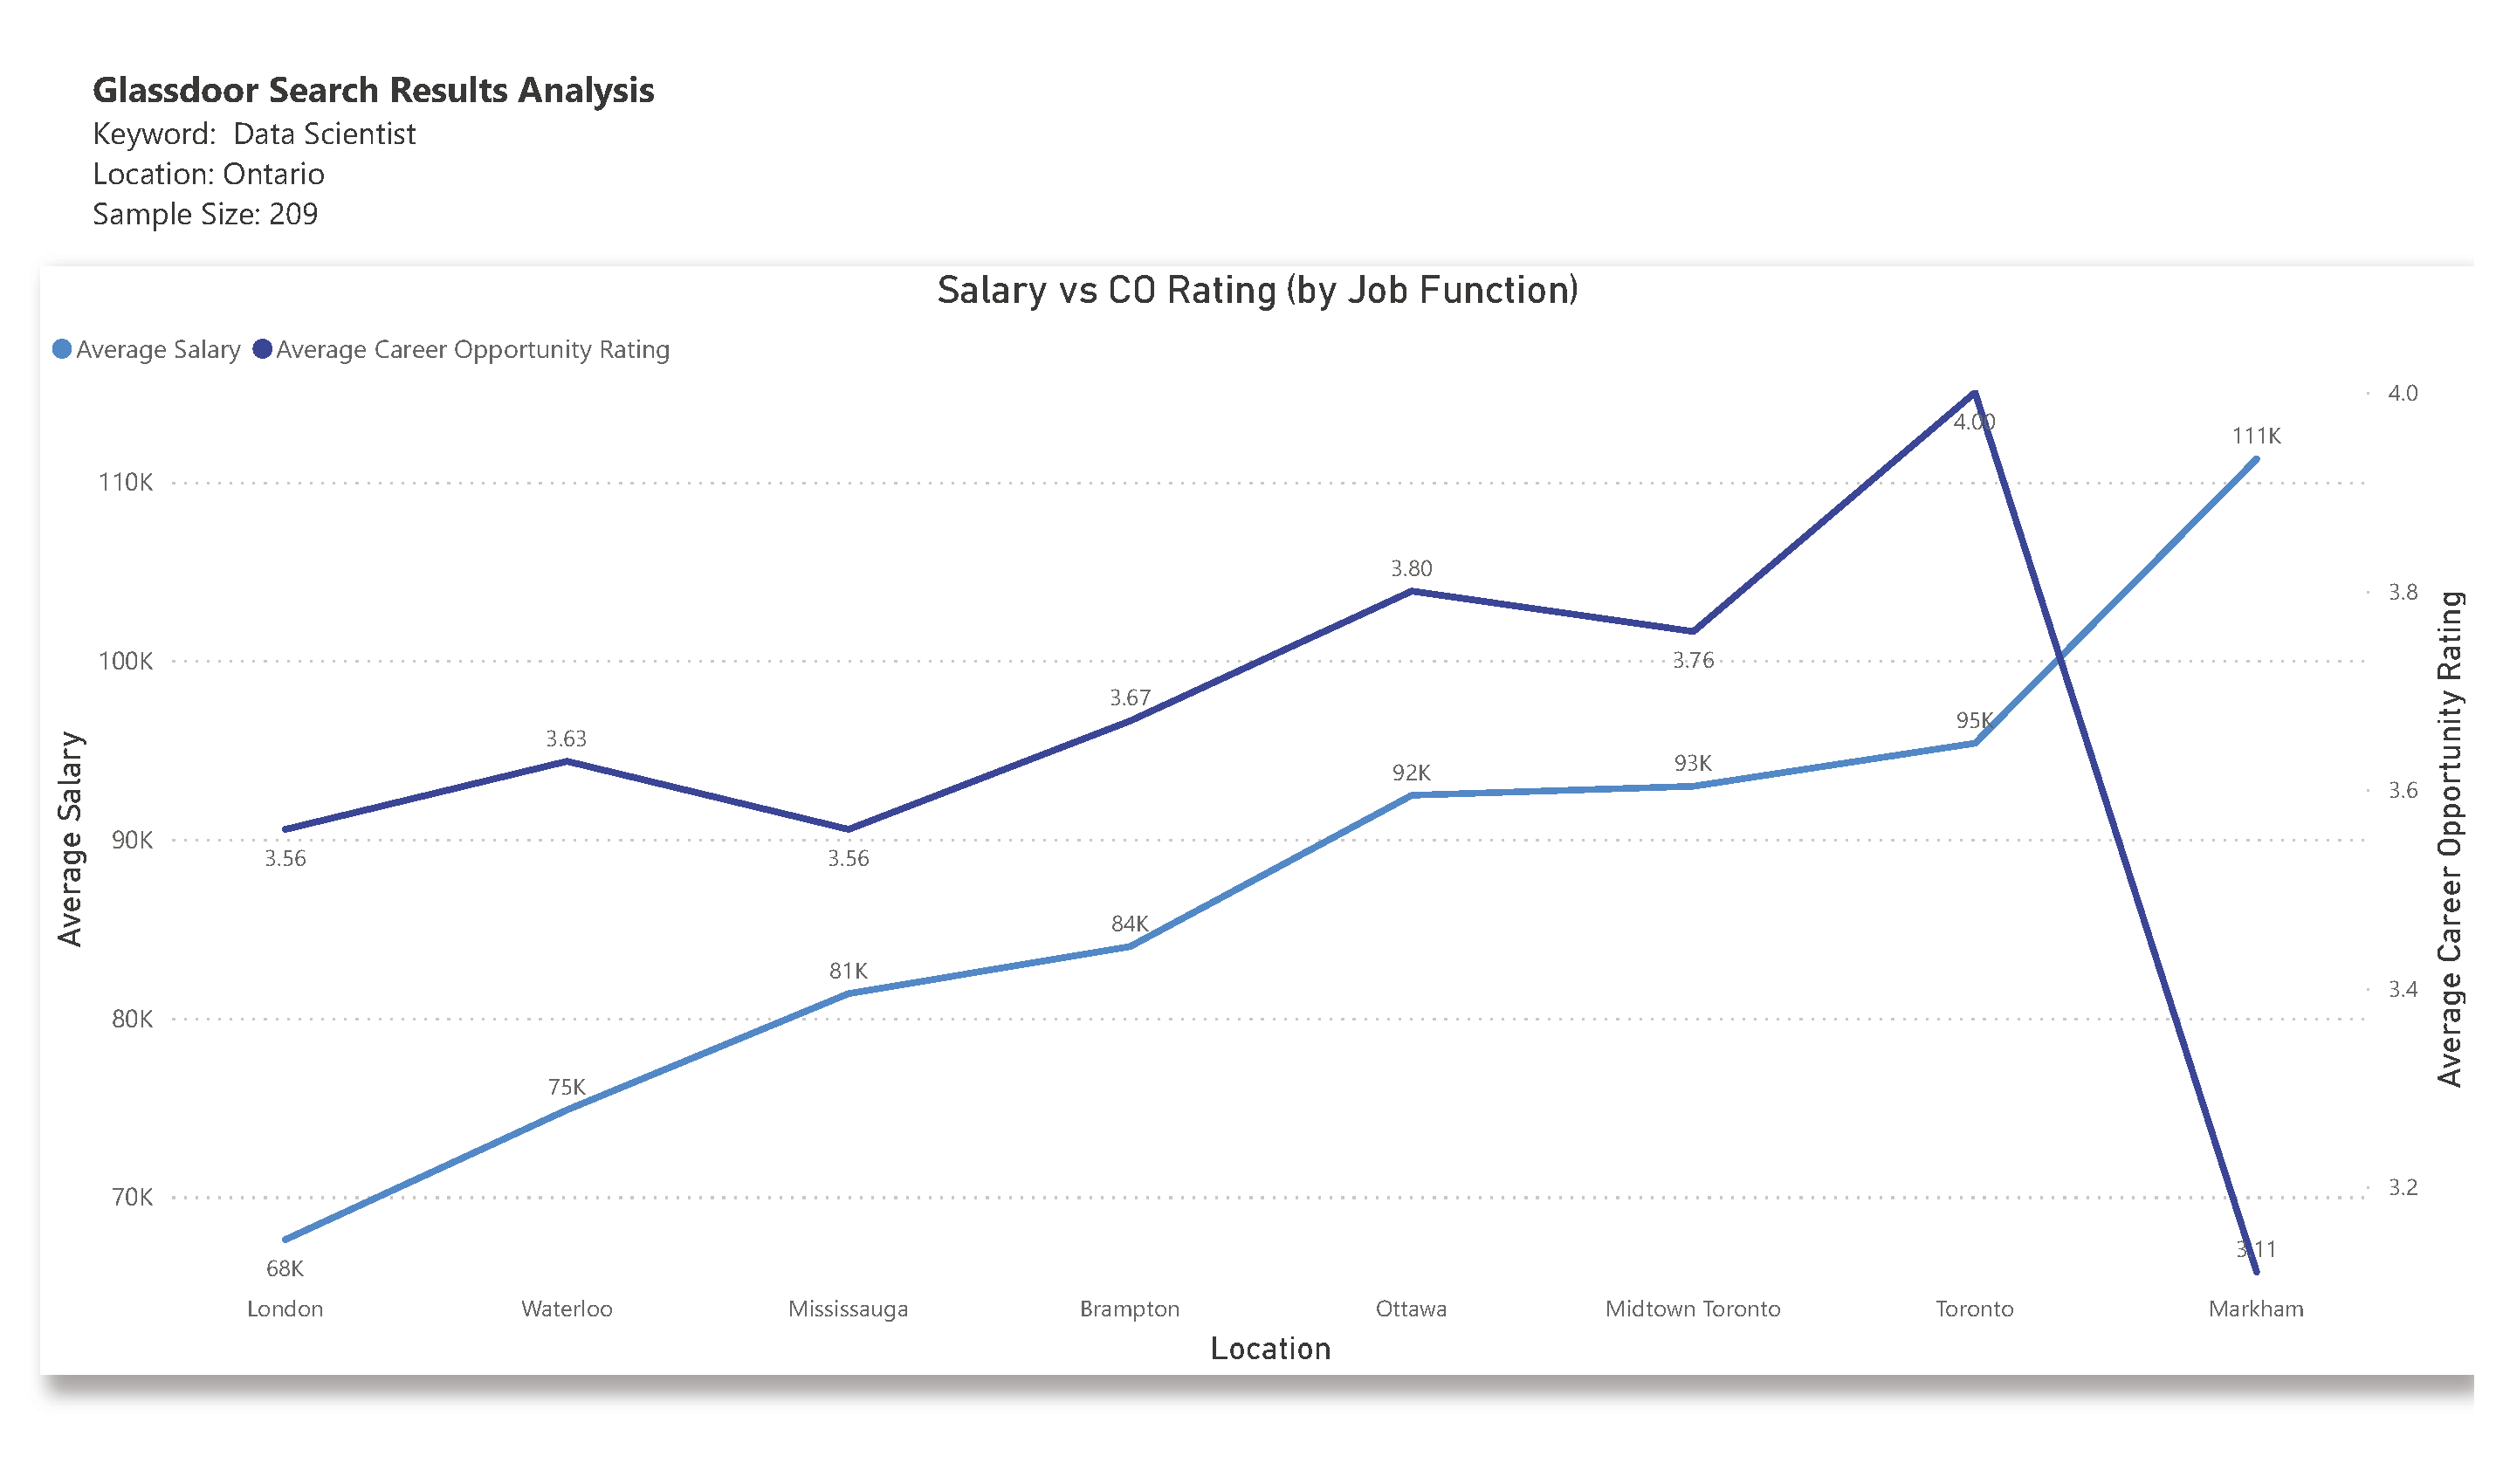 Glassdoor Search Results Analysis
Keyword:  Data Scientist
Location: Ontario
Sample Size: 209
Salary vs CO Rating (by Job Function)
Average Salary Average Career Opportunity Rating
4.0
4.00
111K
110K
3.80
3.8
100K
3.76
3.67
95K
3.63
93K
92K
3.6
90K
3.56 3.56
84K
81K
3.4
80K
75K
70K
3.2
3.11
68K
Average Salary
Average Career Opportunity Rating
London Waterloo Mississauga Brampton Ottawa Midtown Toronto Toronto Markham
Location